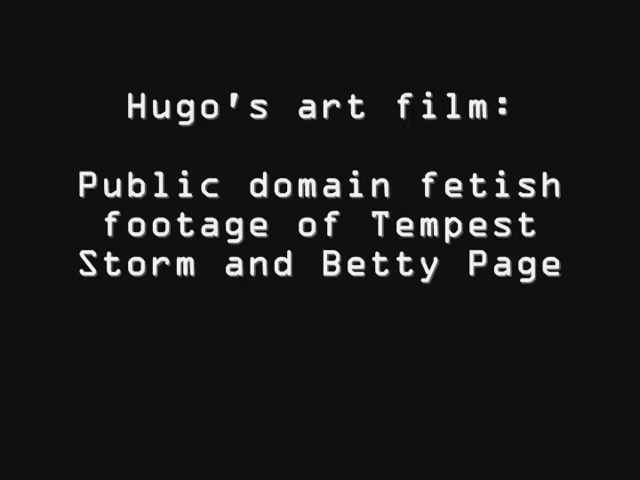 Hugo's art film:
Public domain fetish
footage of Tempest
Storm and Betty Page